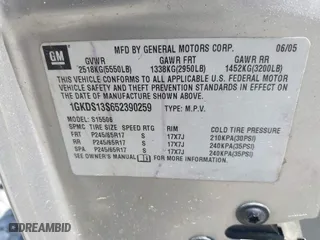 GM
MFD. BY GENERAL MOTORS CORP. 06/05
GVWR GAWR FRT GAWR RR
2518KG(5550LB) 1338KG(2950LB) 1452KG(3200LB)
THIS VEHICLE CONFORMS TO ALL APPLICABLE U.S. FEDERAL MOTOR
VEHICLE SAFETY AND THEFT PREVENTION STANDARDS IN EFFECT
ON THE DATE OF MANUFACTURE SHOWN ABOVE.
1GKDS13S652390259 TYPE: M.P.V.
MODEL: S15506
SPC TIRE SIZE SPEED RTG RIM COLD TIRE PRESSURE
FRT P245/65R17 S 17X7J 210KPA(30PSI)
RR P245/65R17 S 17X7J 240KPA(35PSI)
SPA P245/65R17 S 17X7J 240KPA(35PSI)
SEE OWNER'S MANUAL FOR ADDITIONAL INFORMATION.